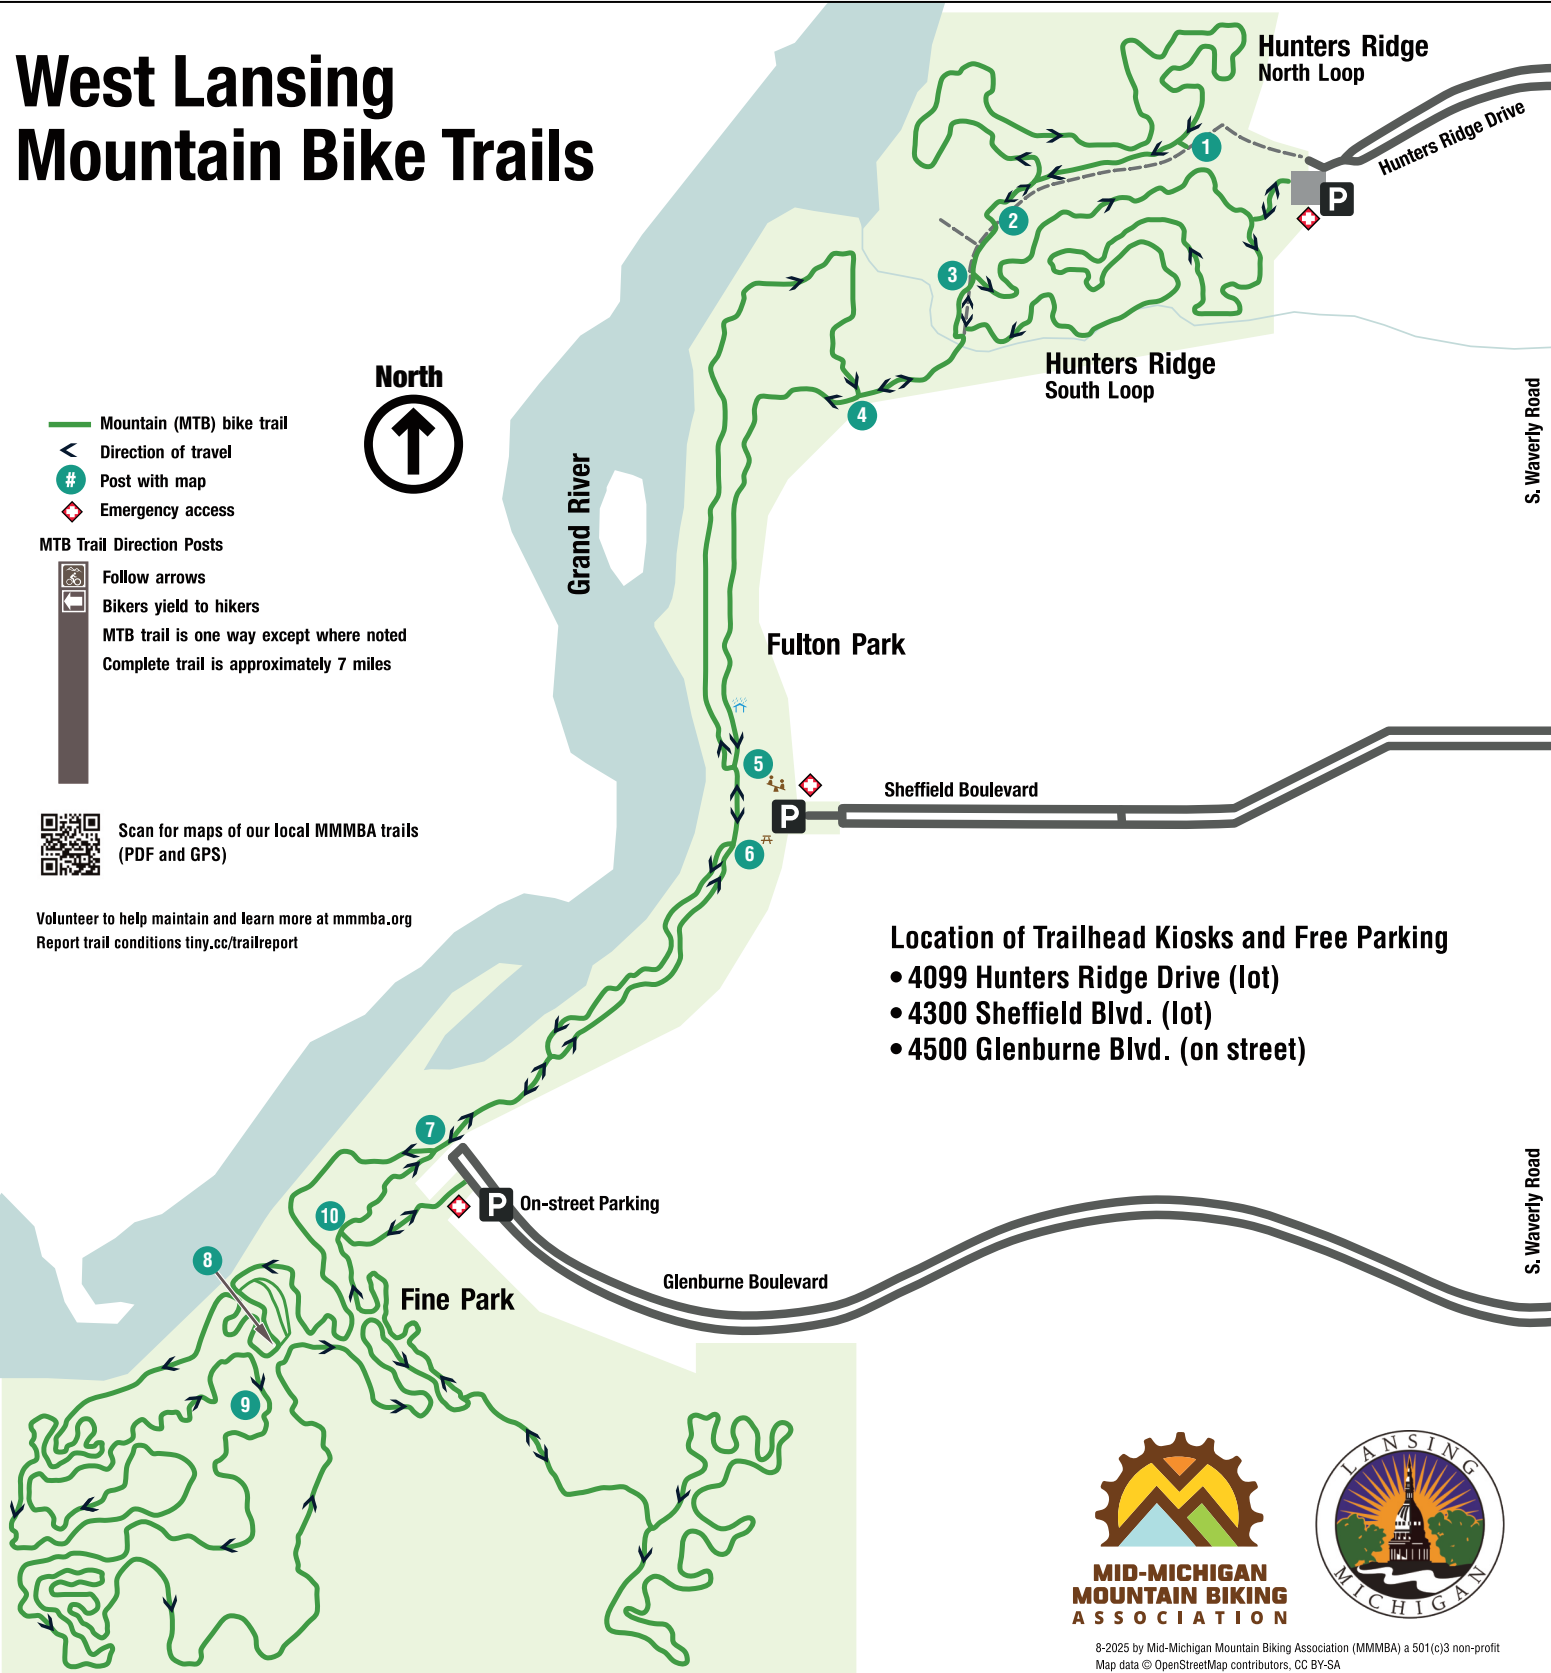 West Lansing
Mountain Bike Trails
Hunters Ridge
North Loop
Hunters Ridge Drive
1
P
2
3
Hunters Ridge
South Loop
S. Waverly Road
4
North
Mountain (MTB) bike trail
Direction of travel
# Post with map
Emergency access
MTB Trail Direction Posts
Follow arrows
Bikers yield to hikers
MTB trail is one way except where noted
Complete trail is approximately 7 miles
Grand River
Fulton Park
5
Sheffield Boulevard
P
6
Scan for maps of our local MMMBA trails
(PDF and GPS)
Volunteer to help maintain and learn more at mmmba.org
Report trail conditions tiny.cc/trailreport
Location of Trailhead Kiosks and Free Parking
• 4099 Hunters Ridge Drive (lot)
• 4300 Sheffield Blvd. (lot)
• 4500 Glenburne Blvd. (on street)
7
P On-street Parking
S. Waverly Road
10
8
Glenburne Boulevard
Fine Park
9
MID-MICHIGAN
MOUNTAIN BIKING
ASSOCIATION
LANSING
MICHIGAN
8-2025 by Mid-Michigan Mountain Biking Association (MMMBA) a 501(c)3 non-profit
Map data © OpenStreetMap contributors, CC BY-SA